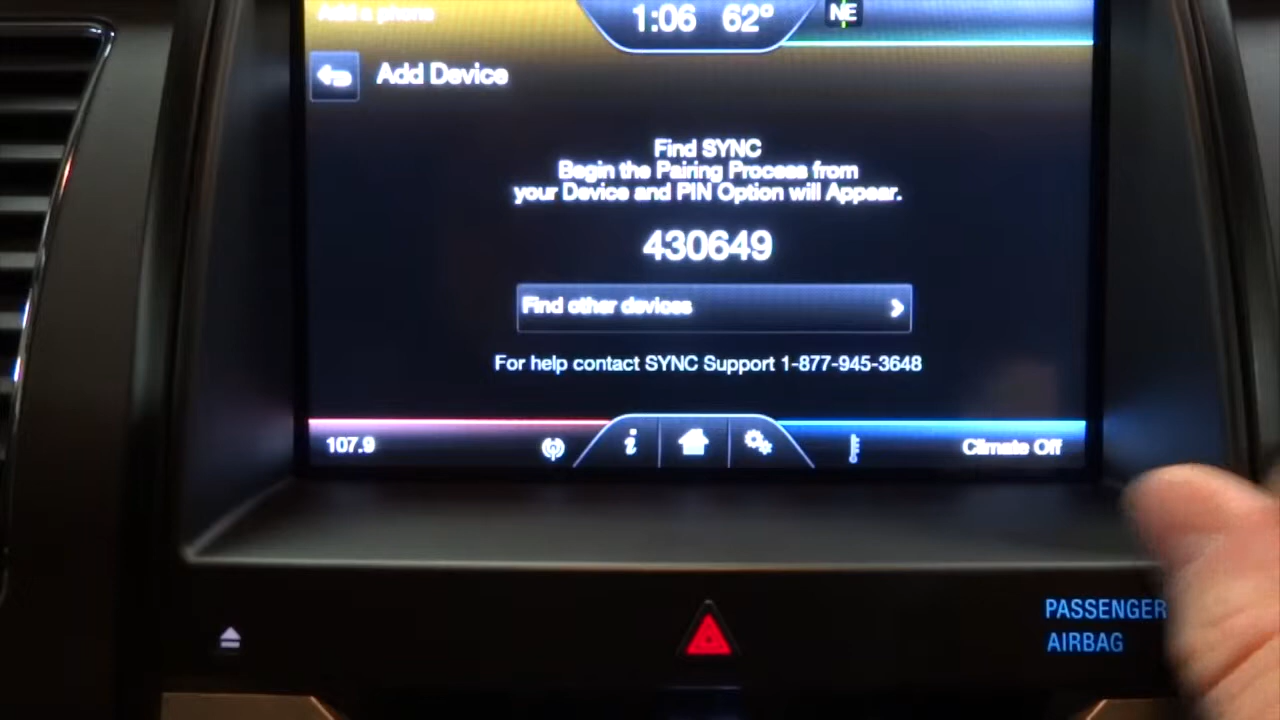 Add a phone
1:06 62° NE
Add Device
Find SYNC
Begin the Pairing Process from
your Device and PIN Option will Appear.
430649
Find other devices
For help contact SYNC Support 1-877-945-3648
107.9 i Climate Off
PASSENGER
AIRBAG